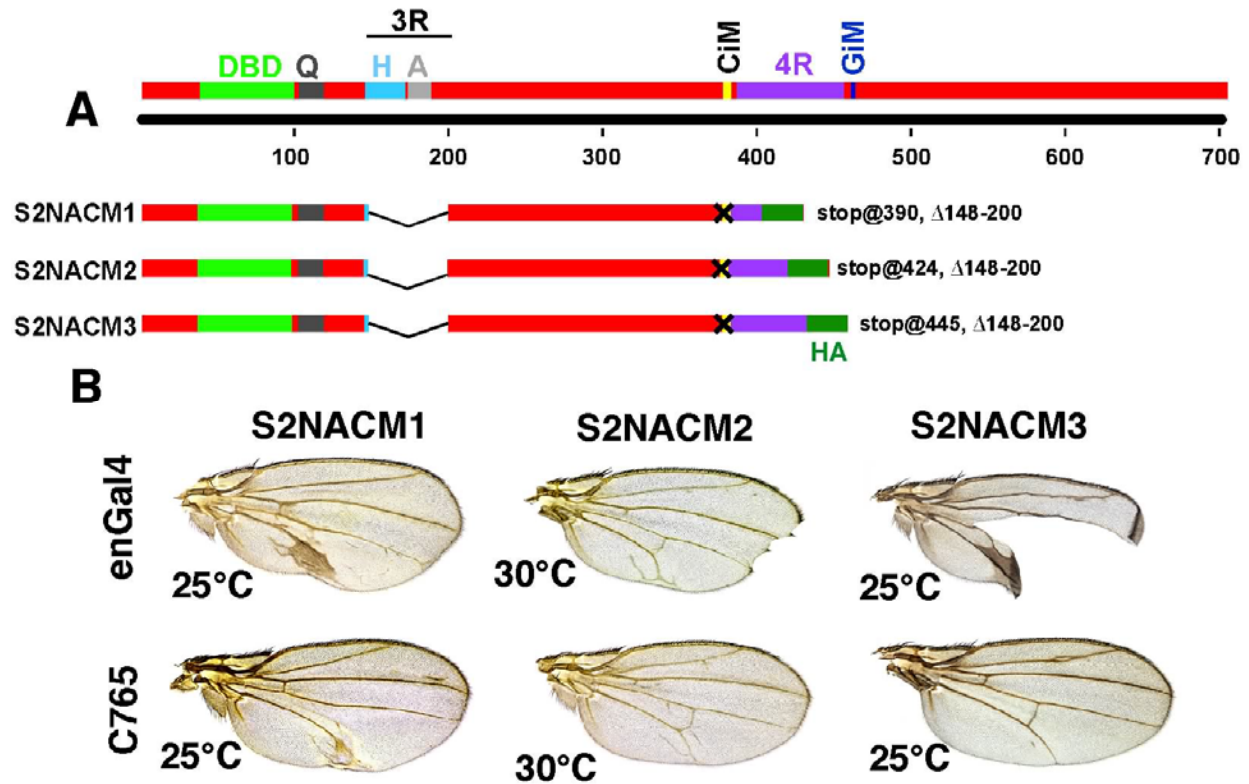 3R
DBD Q H A CiM 4R GiM
A
100 200 300 400 500 600 700
S2NACM1 stop@390, Δ148-200
S2NACM2 stop@424, Δ148-200
S2NACM3 stop@445, Δ148-200
HA
B
S2NACM1 S2NACM2 S2NACM3
enGal4
25°C 30°C 25°C
C765
25°C 30°C 25°C